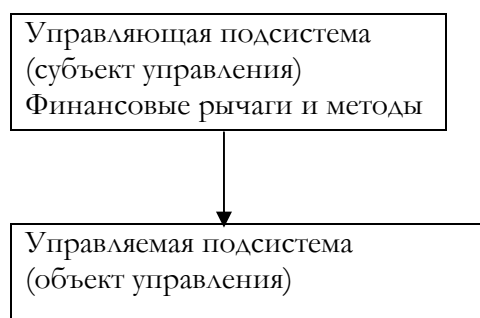 Управляющая подсистема
(субъект управления)
Финансовые рычаги и методы
Управляемая подсистема
(объект управления)